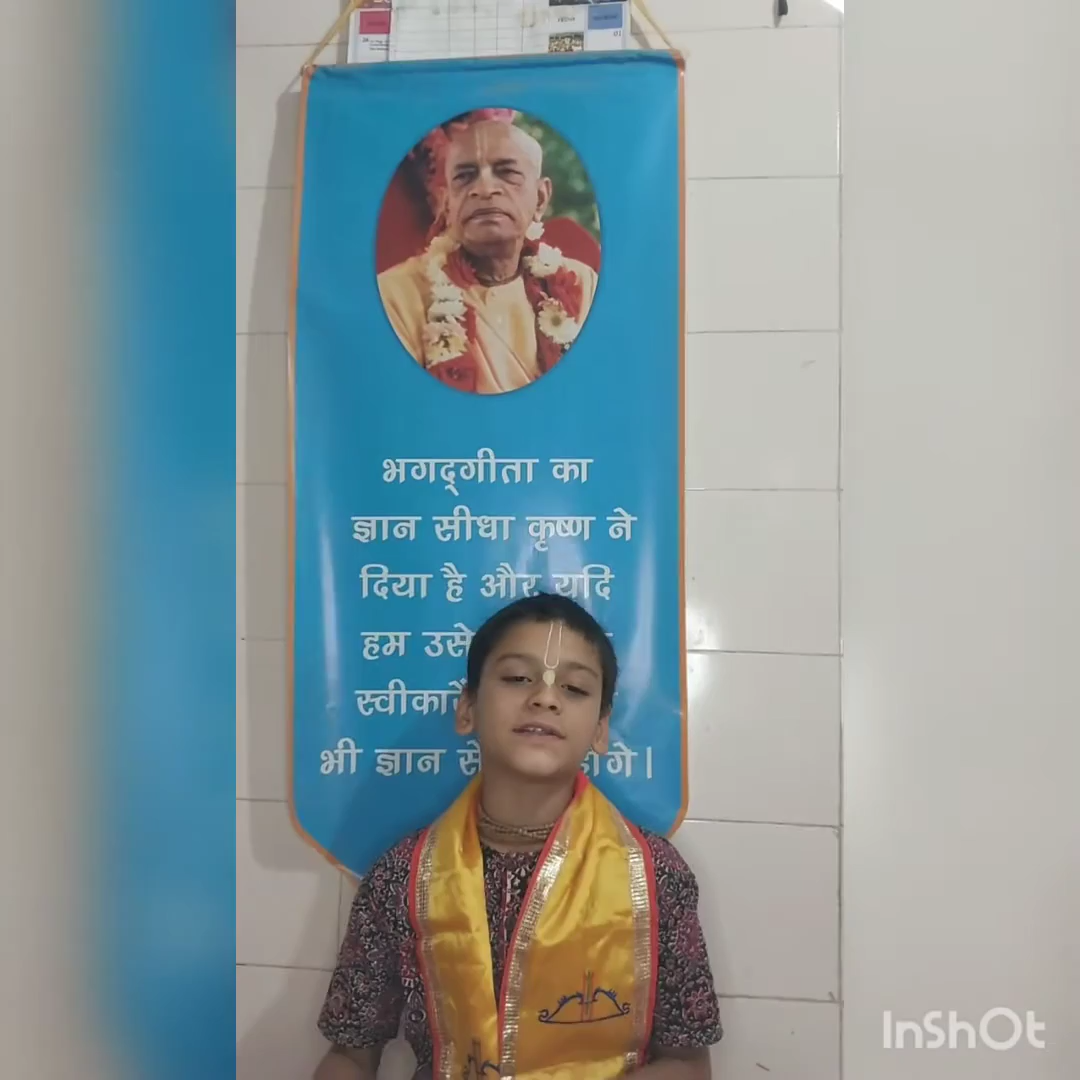 भगद्‌गीता का
ज्ञान सीधा कृष्ण ने
दिया है और यदि
हम उसे
भी ज्ञान से
InShOt